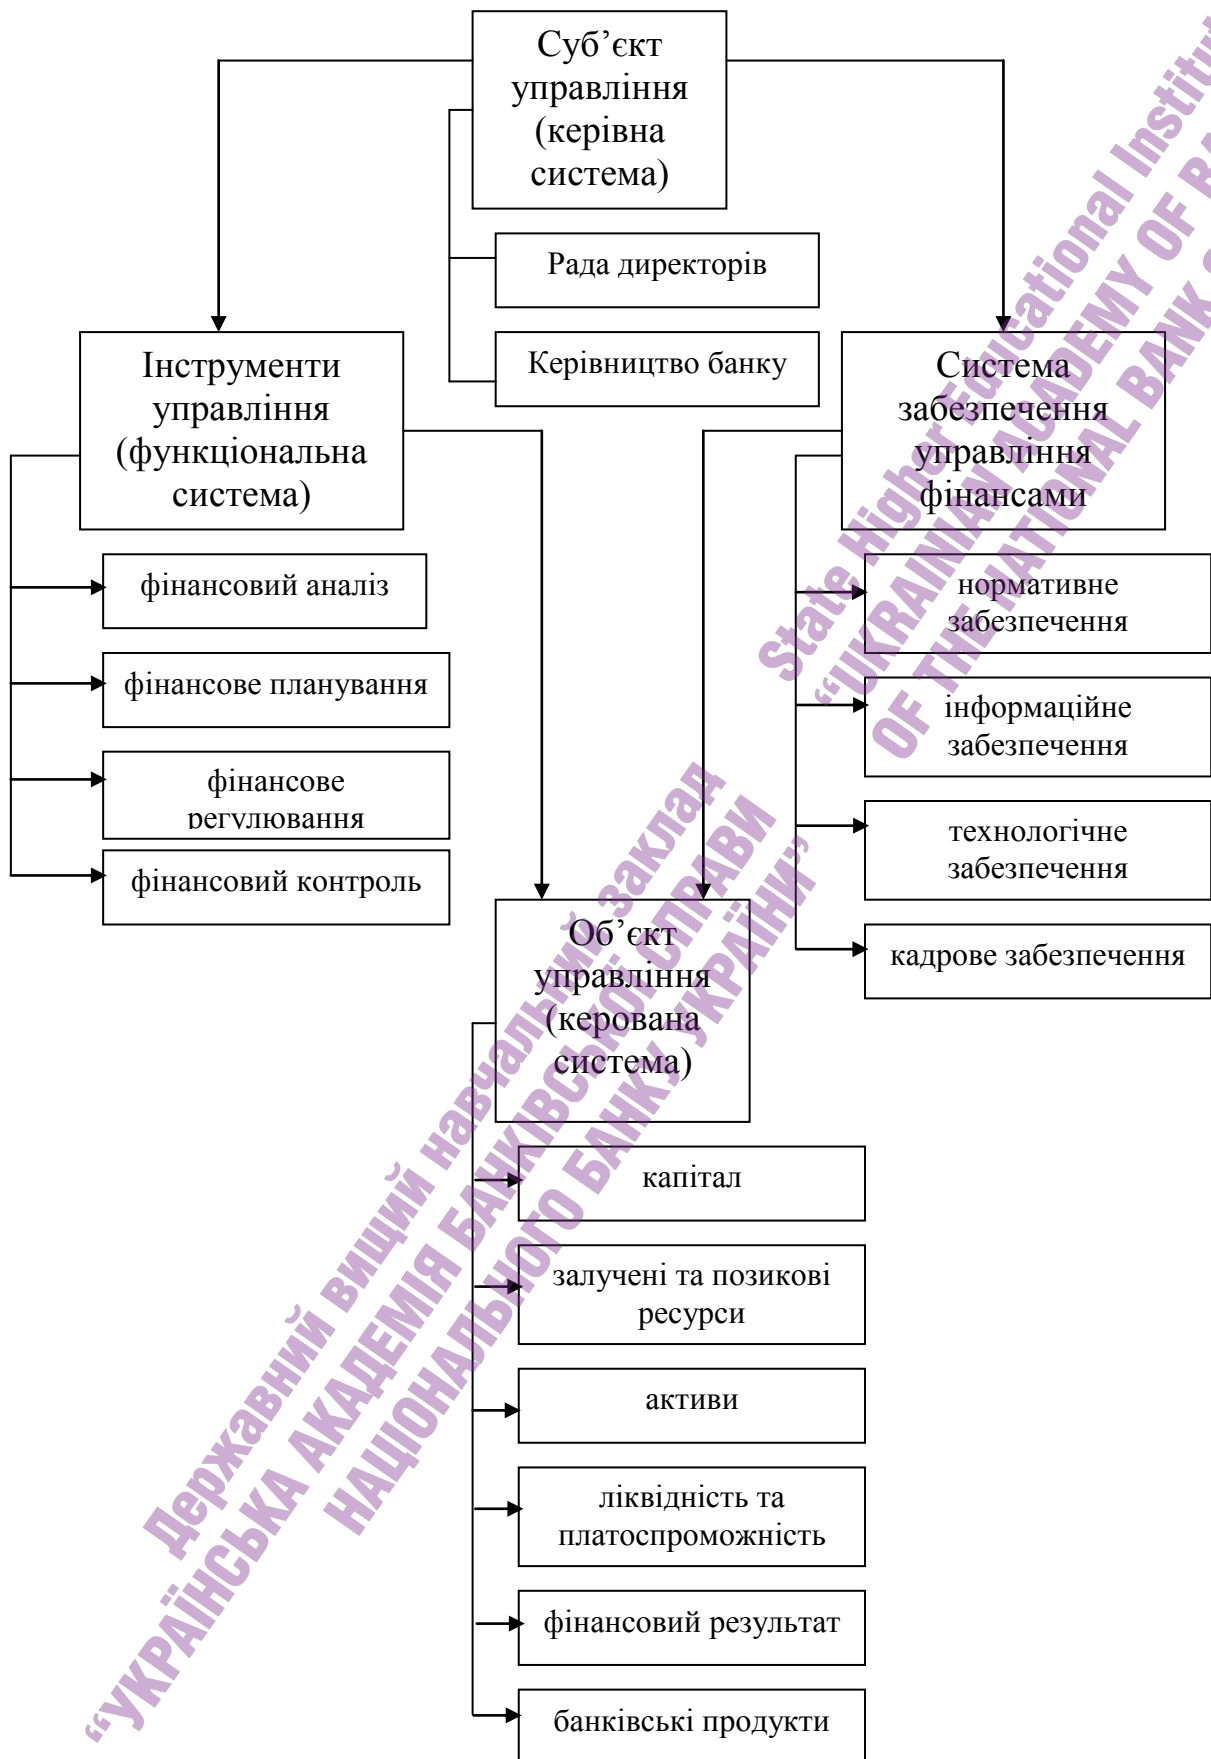 Суб’єкт
управління
(керівна
система)
Рада директорів
Керівництво банку
Інструменти
управління
(функціональна
система)
фінансовий аналіз
фінансове планування
фінансове
регулювання
фінансовий контроль
Система
забезпечення
управління
фінансами
нормативне
забезпечення
інформаційне
забезпечення
технологічне
забезпечення
кадрове забезпечення
Об’єкт
управління
(керована
система)
капітал
залучені та позикові
ресурси
активи
ліквідність та
платоспроможність
фінансовий результат
банківські продукти
Державний вищий навчальний заклад
“УКРАЇНСЬКА АКАДЕМІЯ БАНКІВСЬКОЇ СПРАВИ
НАЦІОНАЛЬНОГО БАНКУ УКРАЇНИ”
State Higher Educational
“UKRAINIAN ACADEMY OF
OF THE NATIONAL BANK